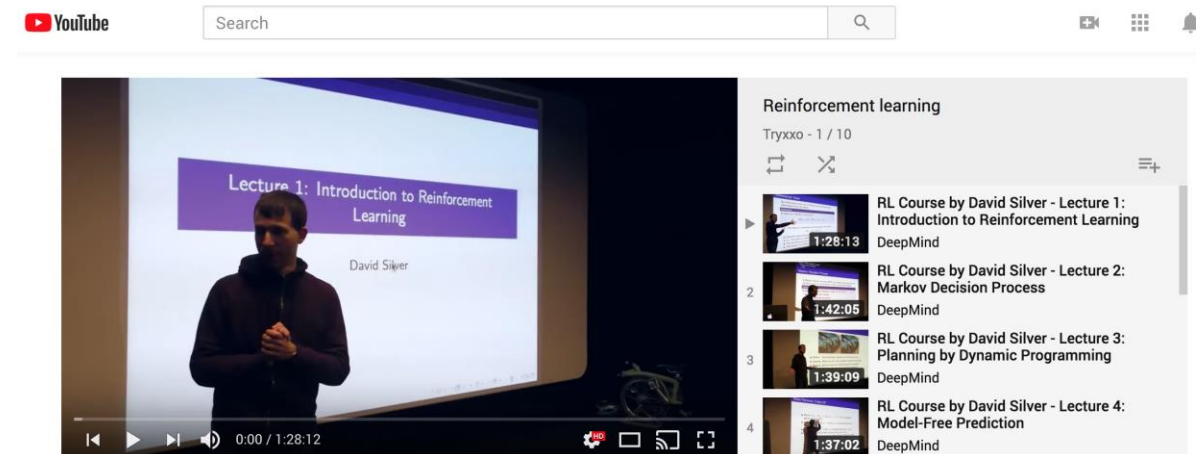 YouTube
Search
Lecture 1: Introduction to Reinforcement
Learning
David Silver
0:00 / 1:28:12
HD
Reinforcement learning
Tryxxo - 1 / 10
1:28:13
RL Course by David Silver - Lecture 1:
Introduction to Reinforcement Learning
DeepMind
2
1:42:05
RL Course by David Silver - Lecture 2:
Markov Decision Process
DeepMind
3
1:39:09
RL Course by David Silver - Lecture 3:
Planning by Dynamic Programming
DeepMind
4
1:37:02
RL Course by David Silver - Lecture 4:
Model-Free Prediction
DeepMind